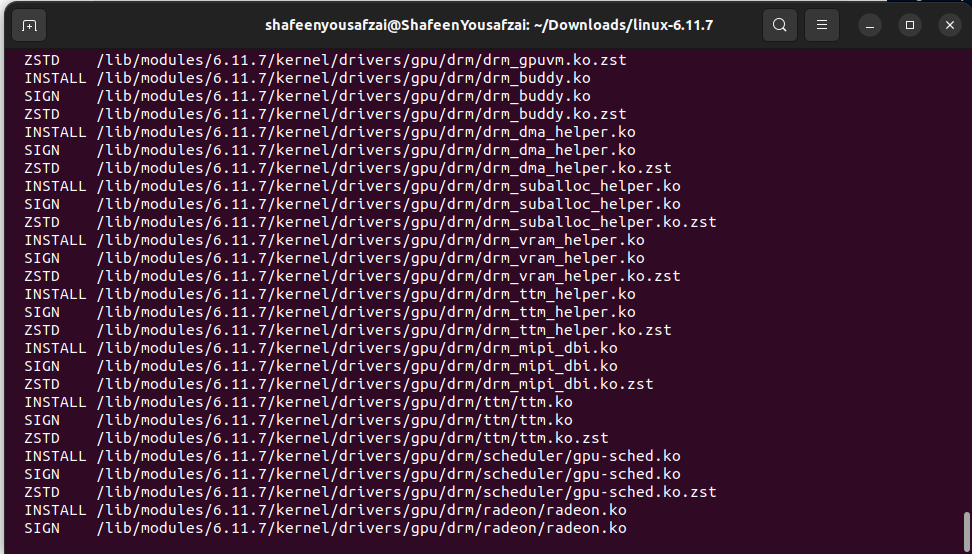 shafeenyousafzai@ShafeenYousafzai: ~/Downloads/linux-6.11.7
ZSTD /lib/modules/6.11.7/kernel/drivers/gpu/drm/drm_gpuvm.ko.zst
INSTALL /lib/modules/6.11.7/kernel/drivers/gpu/drm/drm_buddy.ko
SIGN /lib/modules/6.11.7/kernel/drivers/gpu/drm/drm_buddy.ko
ZSTD /lib/modules/6.11.7/kernel/drivers/gpu/drm/drm_buddy.ko.zst
INSTALL /lib/modules/6.11.7/kernel/drivers/gpu/drm/drm_dma_helper.ko
SIGN /lib/modules/6.11.7/kernel/drivers/gpu/drm/drm_dma_helper.ko
ZSTD /lib/modules/6.11.7/kernel/drivers/gpu/drm/drm_dma_helper.ko.zst
INSTALL /lib/modules/6.11.7/kernel/drivers/gpu/drm/drm_suballoc_helper.ko
SIGN /lib/modules/6.11.7/kernel/drivers/gpu/drm/drm_suballoc_helper.ko
ZSTD /lib/modules/6.11.7/kernel/drivers/gpu/drm/drm_suballoc_helper.ko.zst
INSTALL /lib/modules/6.11.7/kernel/drivers/gpu/drm/drm_vram_helper.ko
SIGN /lib/modules/6.11.7/kernel/drivers/gpu/drm/drm_vram_helper.ko
ZSTD /lib/modules/6.11.7/kernel/drivers/gpu/drm/drm_vram_helper.ko.zst
INSTALL /lib/modules/6.11.7/kernel/drivers/gpu/drm/drm_ttm_helper.ko
SIGN /lib/modules/6.11.7/kernel/drivers/gpu/drm/drm_ttm_helper.ko
ZSTD /lib/modules/6.11.7/kernel/drivers/gpu/drm/drm_ttm_helper.ko.zst
INSTALL /lib/modules/6.11.7/kernel/drivers/gpu/drm/drm_mipi_dbi.ko
SIGN /lib/modules/6.11.7/kernel/drivers/gpu/drm/drm_mipi_dbi.ko
ZSTD /lib/modules/6.11.7/kernel/drivers/gpu/drm/drm_mipi_dbi.ko.zst
INSTALL /lib/modules/6.11.7/kernel/drivers/gpu/drm/ttm/ttm.ko
SIGN /lib/modules/6.11.7/kernel/drivers/gpu/drm/ttm/ttm.ko
ZSTD /lib/modules/6.11.7/kernel/drivers/gpu/drm/ttm/ttm.ko.zst
INSTALL /lib/modules/6.11.7/kernel/drivers/gpu/drm/scheduler/gpu-sched.ko
SIGN /lib/modules/6.11.7/kernel/drivers/gpu/drm/scheduler/gpu-sched.ko
ZSTD /lib/modules/6.11.7/kernel/drivers/gpu/drm/scheduler/gpu-sched.ko.zst
INSTALL /lib/modules/6.11.7/kernel/drivers/gpu/drm/radeon/radeon.ko
SIGN /lib/modules/6.11.7/kernel/drivers/gpu/drm/radeon/radeon.ko